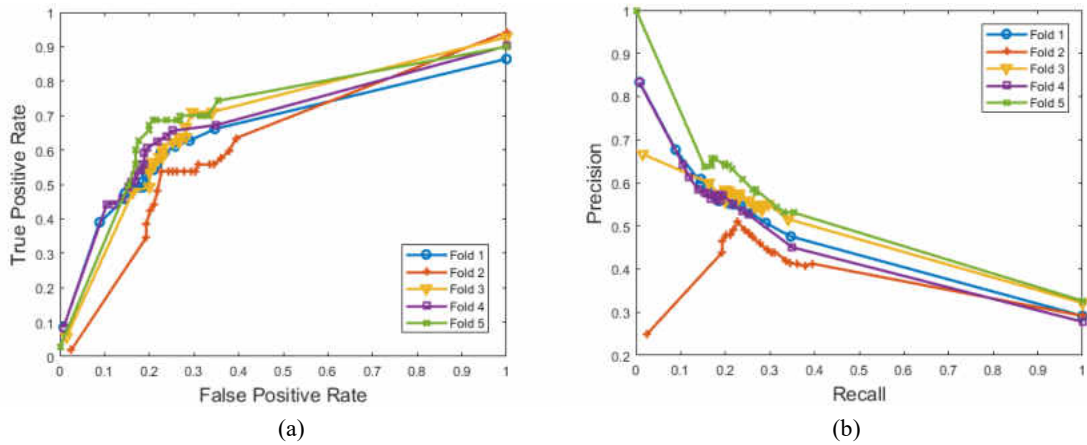 True Positive Rate
1
0.9
0.8
0.7
0.6
0.5
0.4
0.3
0.2
0.1
0
0 0.1 0.2 0.3 0.4 0.5 0.6 0.7 0.8 0.9 1
False Positive Rate
Fold 1
Fold 2
Fold 3
Fold 4
Fold 5
(a)
Precision
1
0.9
0.8
0.7
0.6
0.5
0.4
0.3
0.2
0 0.1 0.2 0.3 0.4 0.5 0.6 0.7 0.8 0.9 1
Recall
Fold 1
Fold 2
Fold 3
Fold 4
Fold 5
(b)